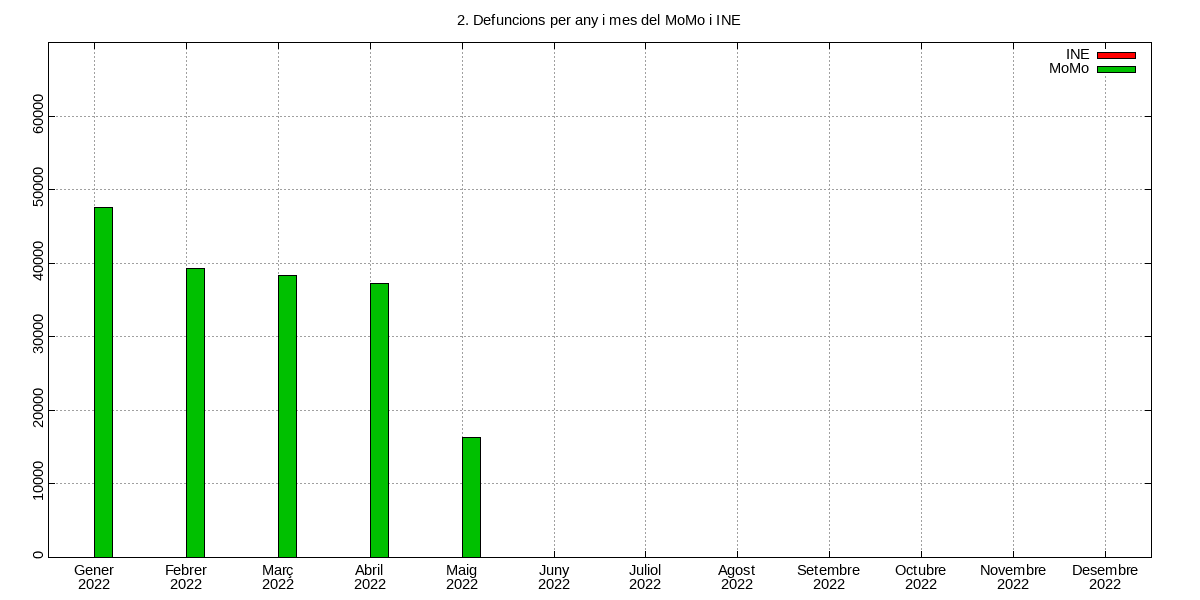 2. Defuncions per any i mes del MoMo i INE
INE
MoMo
60000
50000
40000
30000
20000
10000
0
Gener Febrer Març Abril Maig Juny Juliol Agost Setembre Octubre Novembre Desembre
2022 2022 2022 2022 2022 2022 2022 2022 2022 2022 2022 2022